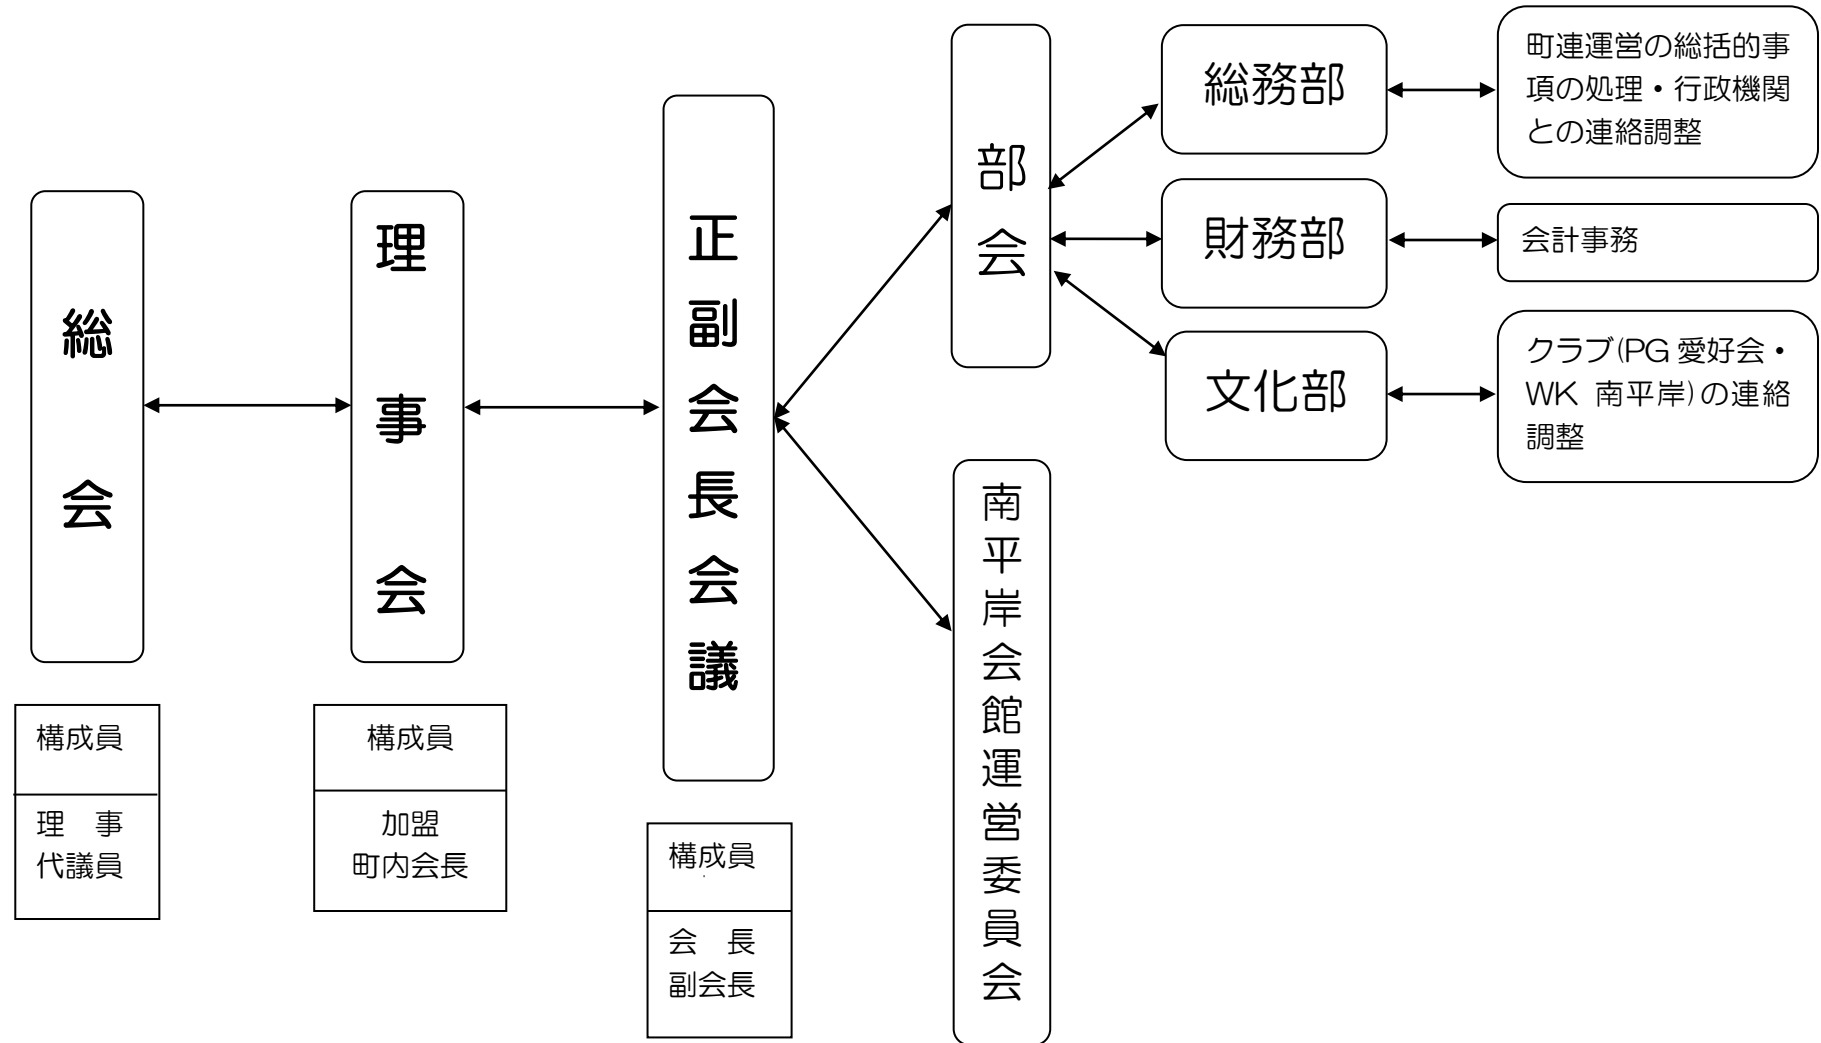 総会
理事会
正副会長会議
部会
総務部
町連運営の総括的事
項の処理・行政機関
との連絡調整
財務部
会計事務
文化部
クラブ(PG 愛好会・
WK 南平岸)の連絡
調整
南平岸会館運営委員会
構成員
理　事
代議員
構成員
加盟
町内会長
構成員
会　長
副会長